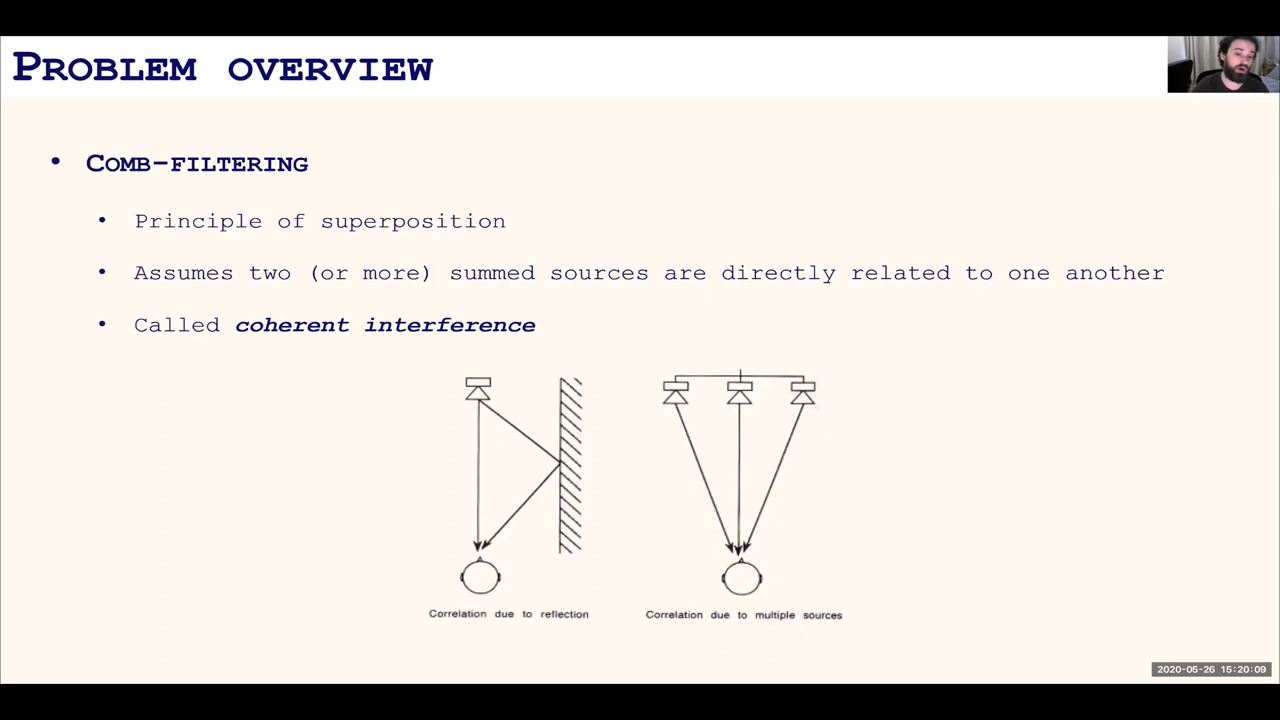 PROBLEM OVERVIEW
• COMB-FILTERING
• Principle of superposition
• Assumes two (or more) summed sources are directly related to one another
• Called coherent interference
Correlation due to reflection
Correlation due to multiple sources
2020-05-26 15:20:09